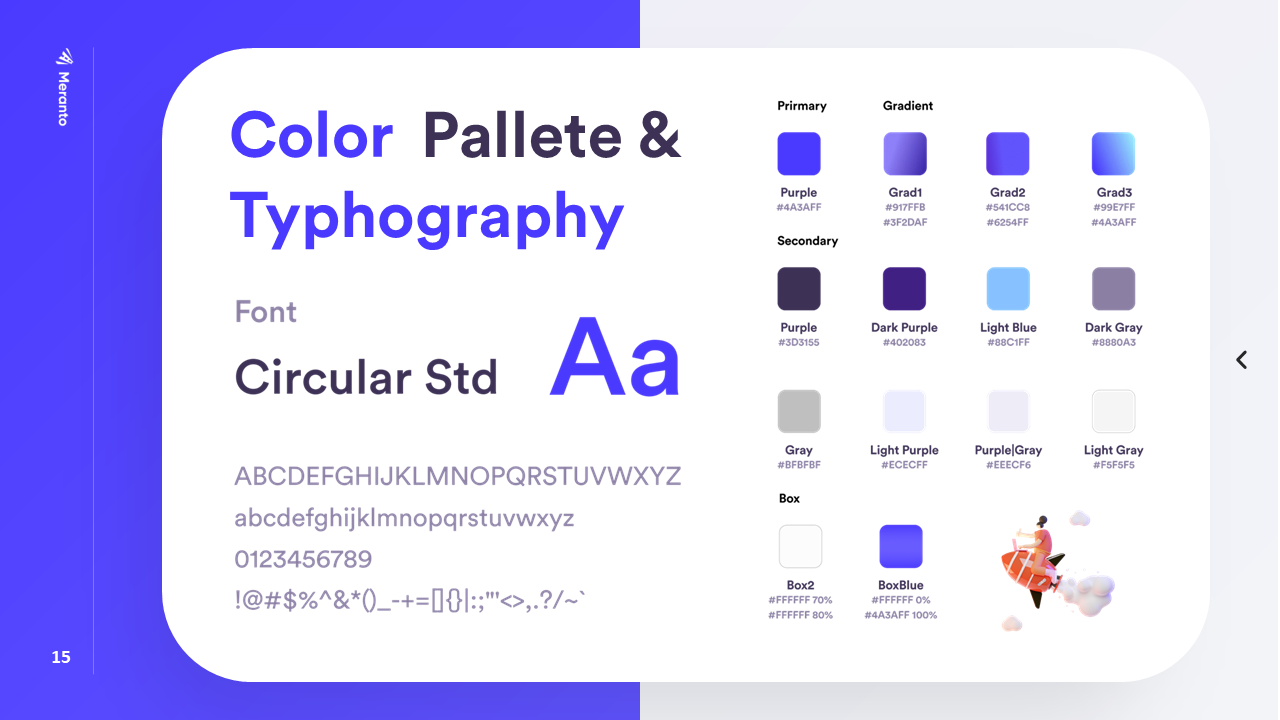 Meranto
Color Pallete &
Typhography
Font
Circular Std
Aa
ABCDEFGHIJKLMNOPQRSTUVWXYZ
abcdefghijklmnopqrstuvwxyz
0123456789
!@#$%^&*()_-+=[]{}|:;"'<>,.?/~`
Prirmary Gradient
Purple Grad1 Grad2 Grad3
#4A3AFF #917FFB #541CC8 #99E7FF
#3F2DAF #6254FF #4A3AFF
Secondary
Purple Dark Purple Light Blue Dark Gray
#3D3155 #402083 #88C1FF #8880A3
Gray Light Purple Purple|Gray Light Gray
#BFBFBF #ECECFF #EEECF6 #F5F5F5
Box
Box2 BoxBlue
#FFFFFF 70% #FFFFFF 0%
#FFFFFF 80% #4A3AFF 100%
15